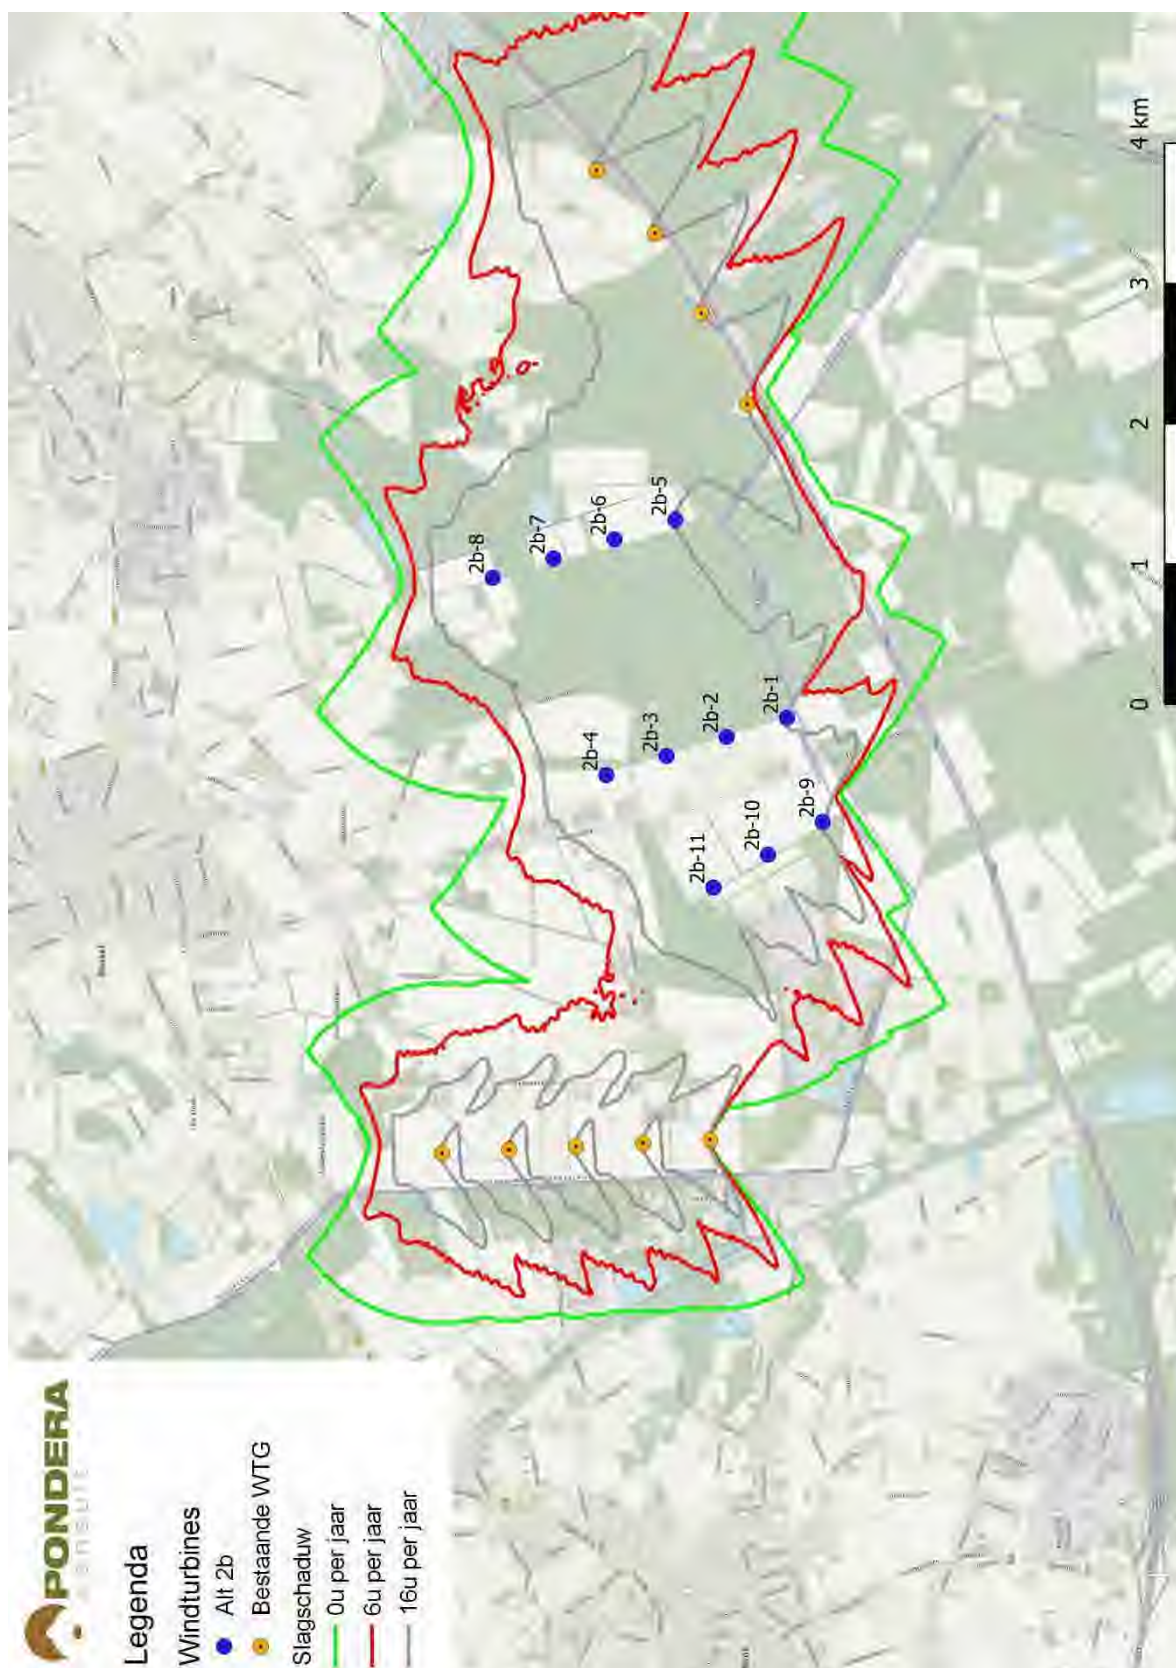 PONDERA
Legenda
Windturbines
Alt 2b
Bestaande WTG
Slagschaduw
0u per jaar
6u per jaar
16u per jaar
2b-11
2b-10
2b-9
2b-4
2b-3
2b-2
2b-1
2b-8
2b-7
2b-6
2b-5
0
1
2
3
4 km